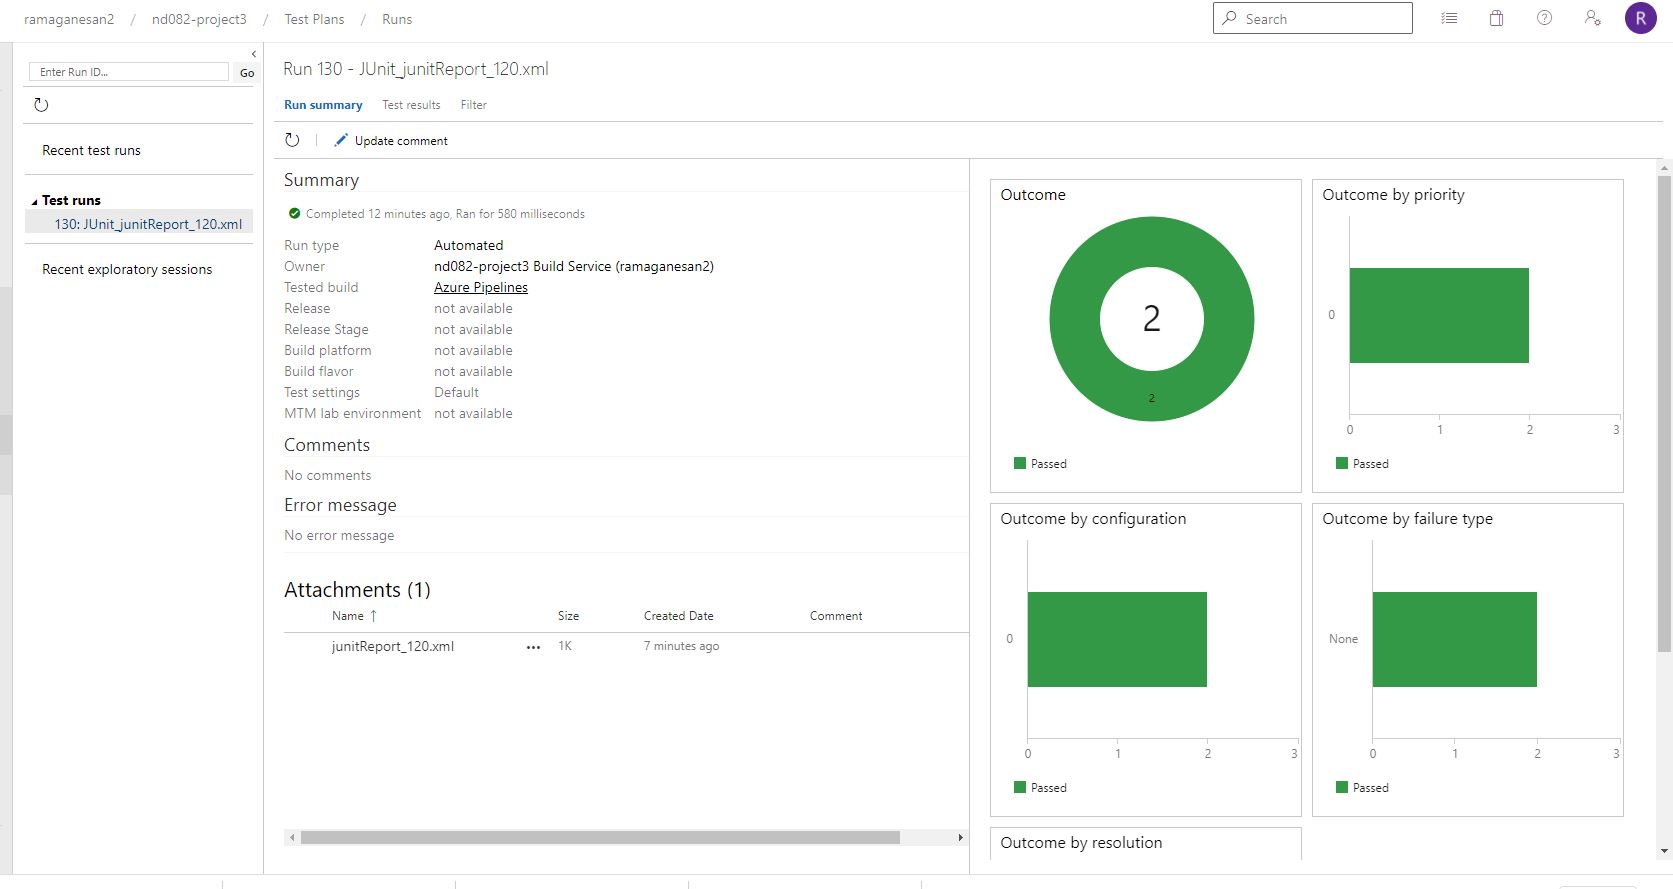 ramaganesan2 / nd082-project3 / Test Plans / Runs
Search
R
Enter Run ID...
Go
Recent test runs
Test runs
130: JUnit_junitReport_120.xml
Recent exploratory sessions
Run 130 - JUnit_junitReport_120.xml
Run summary Test results Filter
Update comment
Summary
Completed 12 minutes ago, Ran for 580 milliseconds
Run type Automated
Owner nd082-project3 Build Service (ramaganesan2)
Tested build Azure Pipelines
Release not available
Release Stage not available
Build platform not available
Build flavor not available
Test settings Default
MTM lab environment not available
Comments
No comments
Error message
No error message
Attachments (1)
Name ↑ Size Created Date Comment
junitReport_120.xml ••• 1K 7 minutes ago
Outcome
2
2
Passed
Outcome by priority
0
0 1 2 3
Passed
Outcome by configuration
0
0 1 2 3
Passed
Outcome by failure type
None
0 1 2 3
Passed
Outcome by resolution